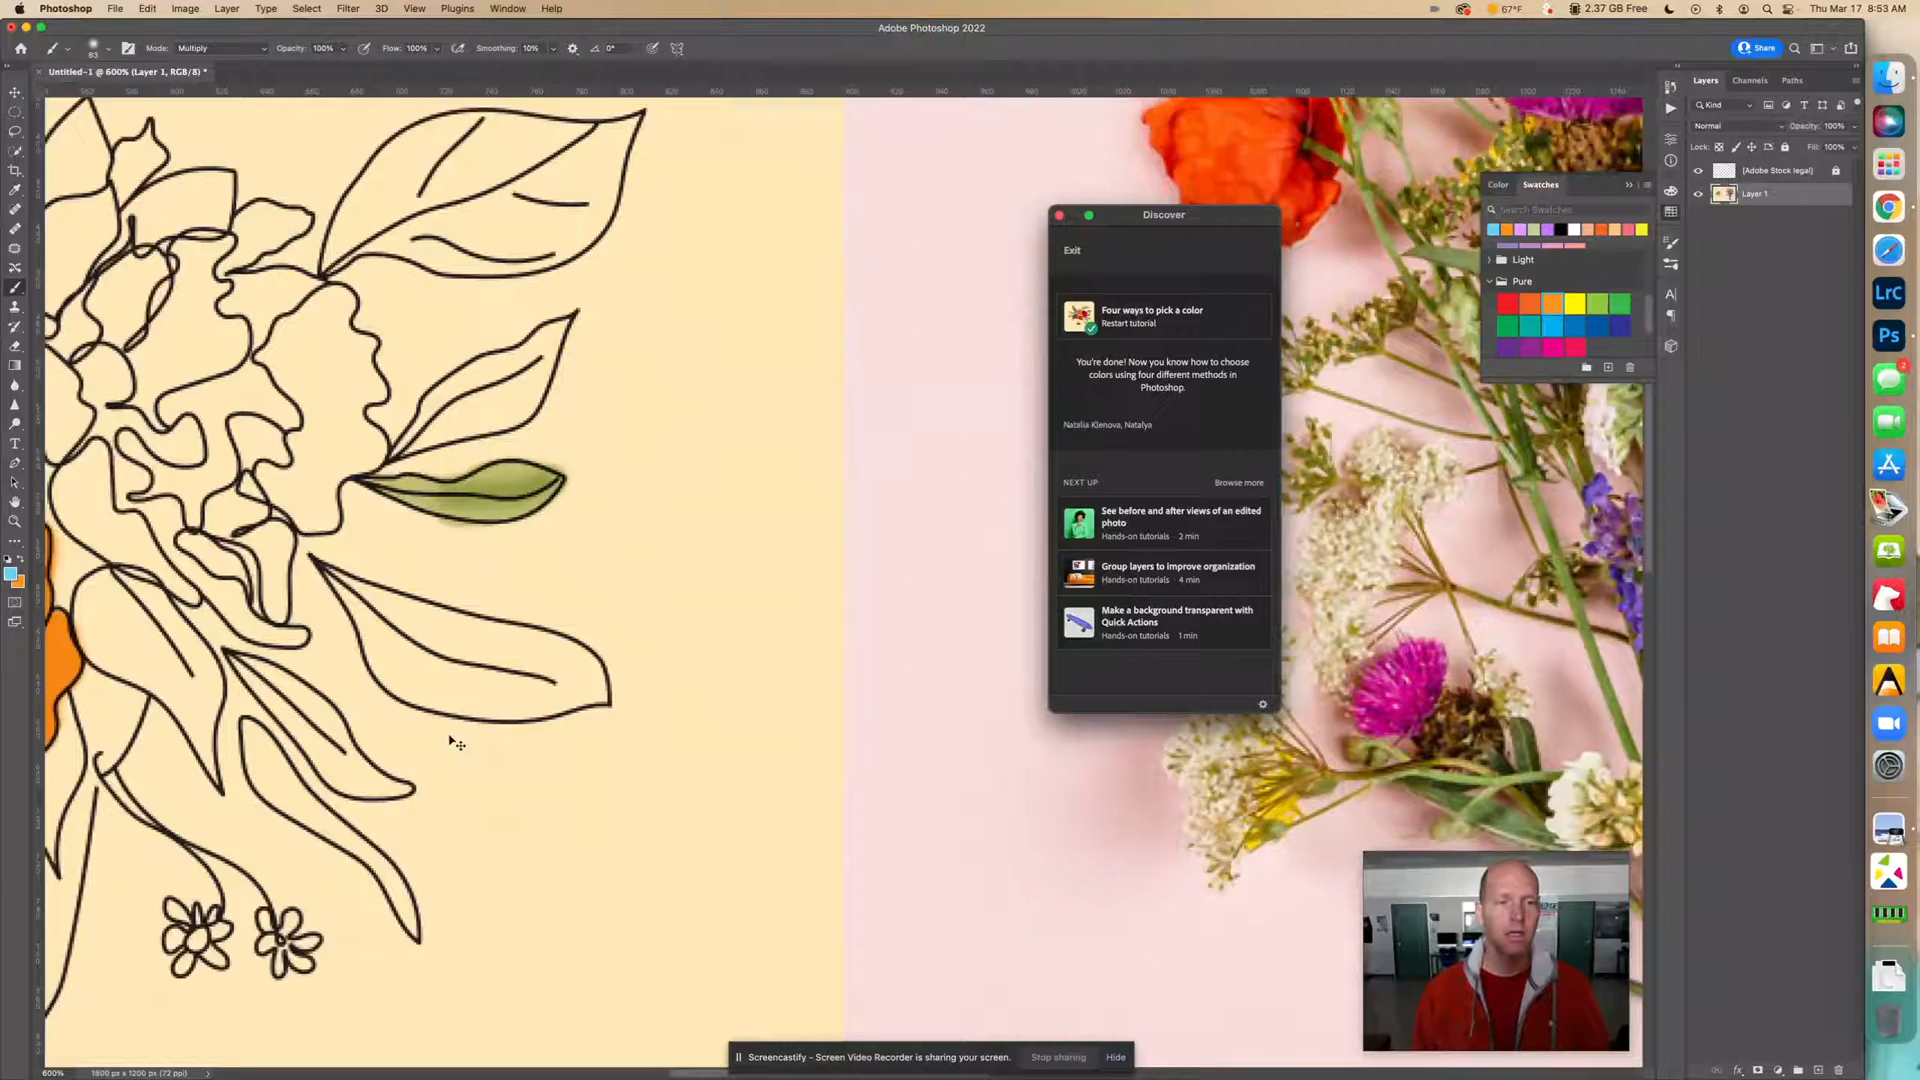 Photoshop File Edit Image Layer Type Select Filter 3D View Plugins Window Help
67°F 2.37 GB Free Thu Mar 17 8:53 AM
Adobe Photoshop 2022
83 Mode: Multiply Opacity: 100% Flow: 100% Smoothing: 10% 0° Share
Untitled-1 @ 600% (Layer 1, RGB/8) *
Layers Channels Paths
Kind
Normal Opacity: 100%
Lock: Fill: 100%
[Adobe Stock legal]
Layer 1
Color Swatches
Search Swatches
Light
Pure
Discover
Exit
Four ways to pick a color
Restart tutorial
You're done! Now you know how to choose
colors using four different methods in
Photoshop.
Natalia Klenova, Natalya
NEXT UP Browse more
See before and after views of an edited
photo
Hands-on tutorials · 2 min
Group layers to improve organization
Hands-on tutorials · 4 min
Make a background transparent with
Quick Actions
Hands-on tutorials 1 min
LrC
Ps
2
Screencastify - Screen Video Recorder is sharing your screen. Stop sharing Hide
600% 1800 px x 1200 px (72 ppi)